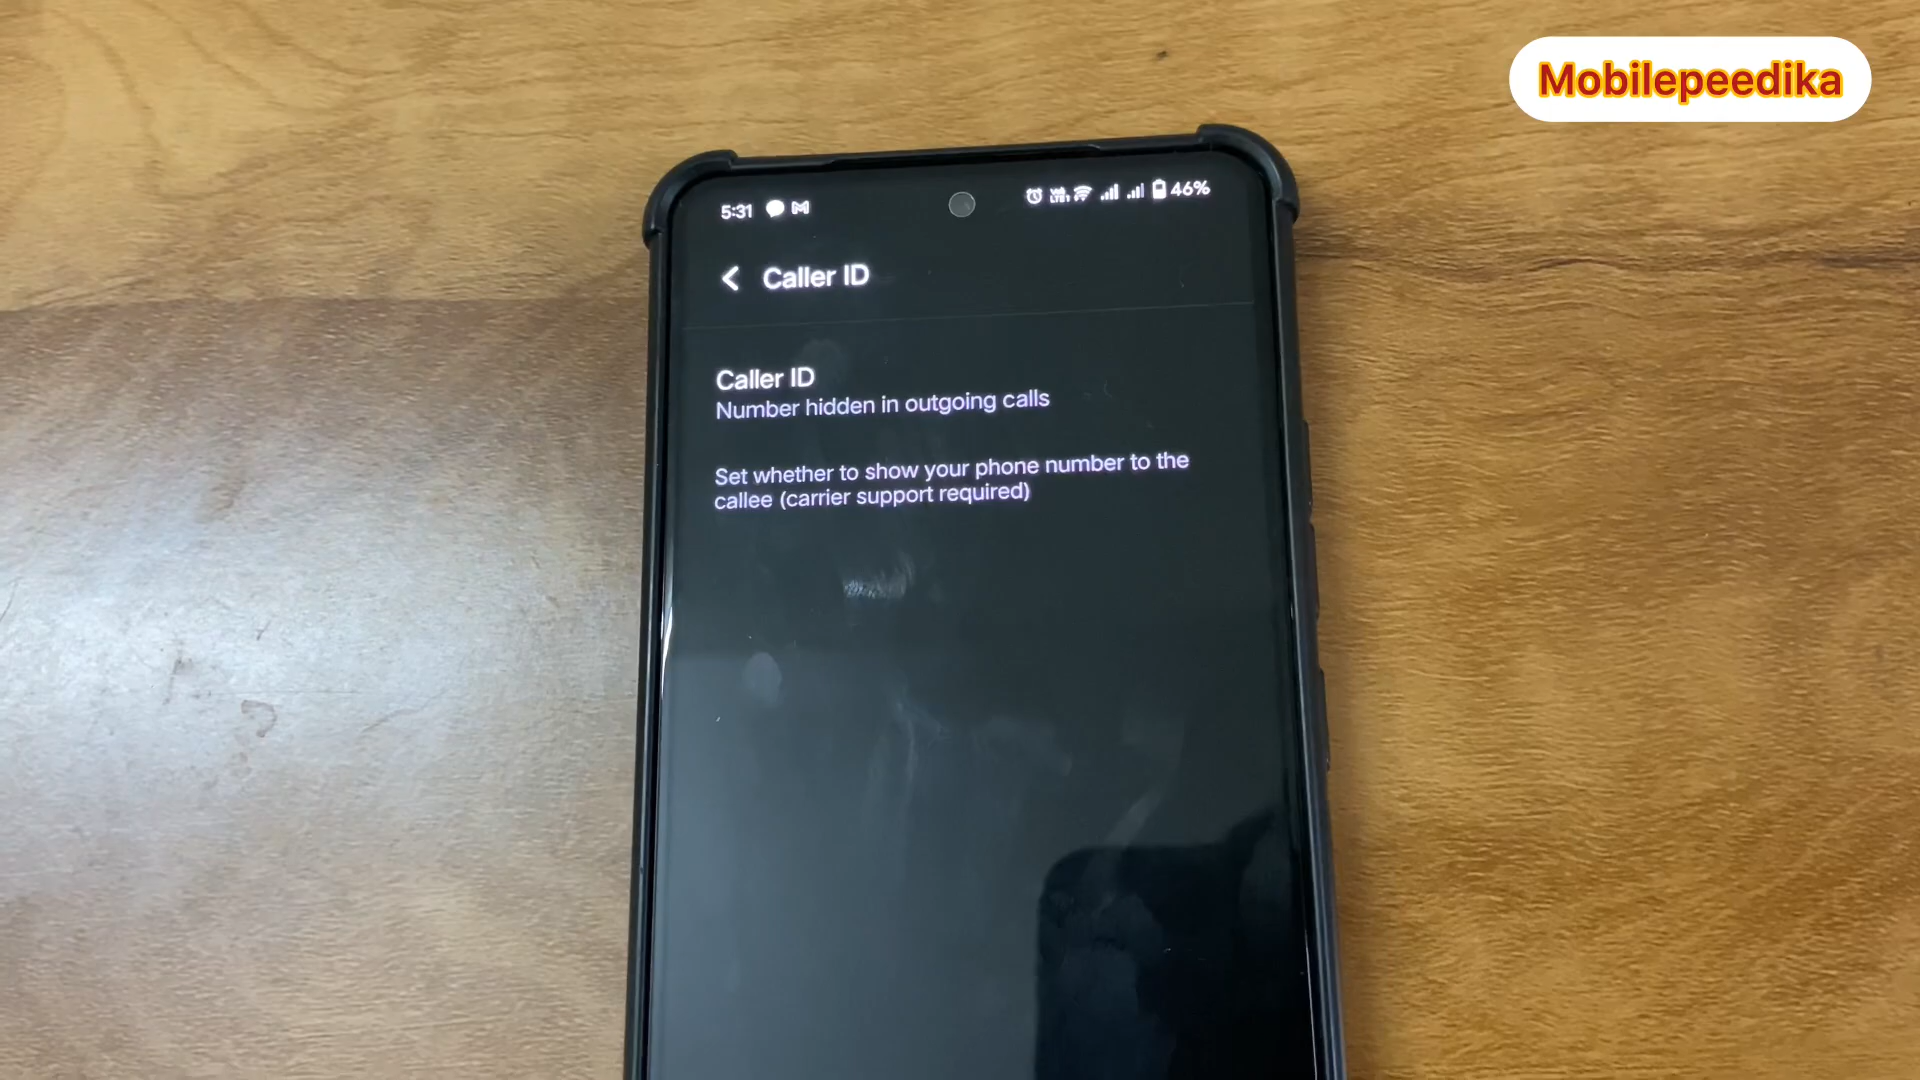 Mobilepeedika
5:31
46%
Caller ID
Caller ID
Number hidden in outgoing calls
Set whether to show your phone number to the
callee (carrier support required)